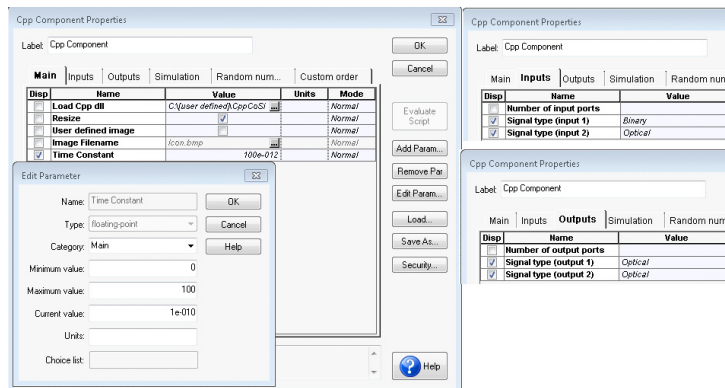 Cpp Component Properties
Label: Cpp Component
OK
Cancel
Main Inputs Outputs Simulation Random num... Custom order
Disp Name Value Units Mode
Load Cpp dll C:\[user defined]\CppCoSi ... Normal
Resize Normal
User defined image Normal
Image Filename Icon.bmp ... Normal
Time Constant 100e-012 Normal
Evaluate Script
Add Param...
Remove Par
Edit Param...
Load...
Save As...
Security...
Help
Edit Parameter
Name: Time Constant
OK
Type: floating-point
Cancel
Category: Main
Help
Minimum value: 0
Maximum value: 100
Current value: 1e-010
Units:
Choice list:
Cpp Component Properties
Label: Cpp Component
Main Inputs Outputs Simulation Random num
Disp Name Value
Number of input ports
Signal type (input 1) Binary
Signal type (input 2) Optical
Cpp Component Properties
Label: Cpp Component
Main Inputs Outputs Simulation Random num
Disp Name Value
Number of output ports
Signal type (output 1) Optical
Signal type (output 2) Optical